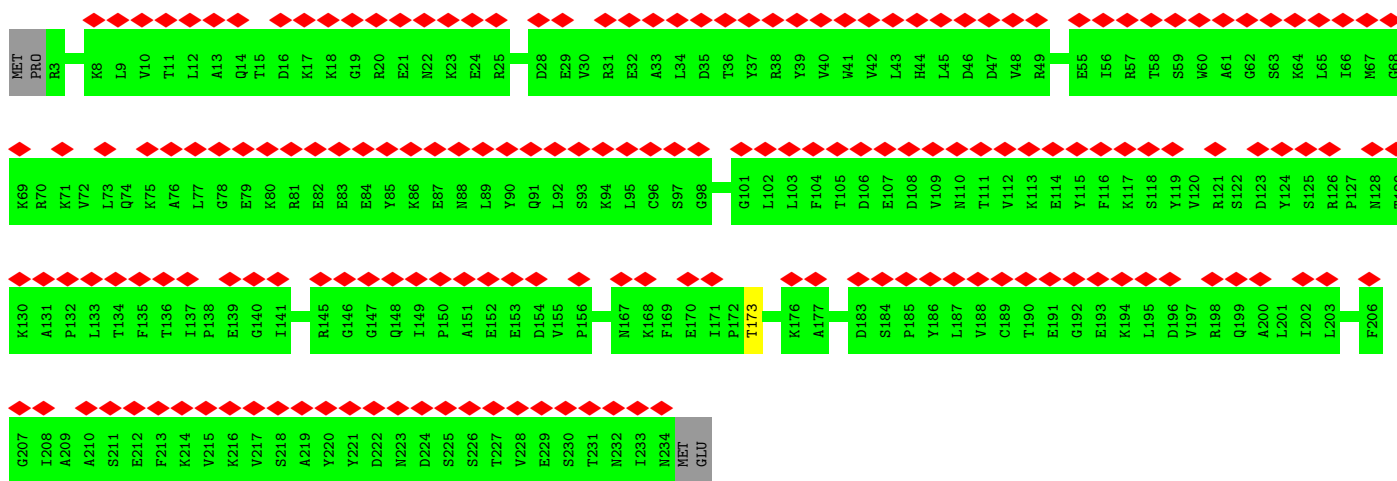 MET PRO R3 K8 L9 V10 T11 L12 A13 Q14 T15 D16 K17 K18 G19 R20 E21 N22 K23 E24 R25 D28 E29 V30 R31 E32 A33 L34 D35 T36 Y37 R38 Y39 V40 W41 V42 L43 H44 L45 D46 D47 V48 R49 E55 I56 R57 T58 S59 W60 A61 G62 S63 K64 L65 I66 M67 G68
K69 R70 K71 V72 L73 Q74 K75 A76 L77 G78 E79 K80 R81 E82 E83 E84 Y85 K86 E87 N88 L89 Y90 Q91 L92 S93 K94 L95 C96 S97 G98 G101 L102 L103 F104 T105 D106 E107 D108 V109 N110 T111 V112 K113 E114 Y115 F116 K117 S118 Y119 V120 R121 S122 D123 Y124 S125 R126 P127 N128
K130 A131 P132 L133 T134 F135 T136 I137 P138 E139 G140 I141 R145 G146 G147 Q148 I149 P150 A151 E152 E153 D154 V155 P156 N167 K168 F169 E170 I171 P172 T173 K176 A177 D183 S184 P185 Y186 L187 V188 C189 T190 E191 G192 E193 K194 L195 D196 V197 R198 Q199 A200 L201 I202 L203 F206
G207 I208 A209 A210 S211 E212 F213 K214 V215 K216 V217 S218 A219 Y220 Y221 D222 N223 D224 S225 S226 T227 V228 E229 S230 T231 N232 I233 N234 MET GLU